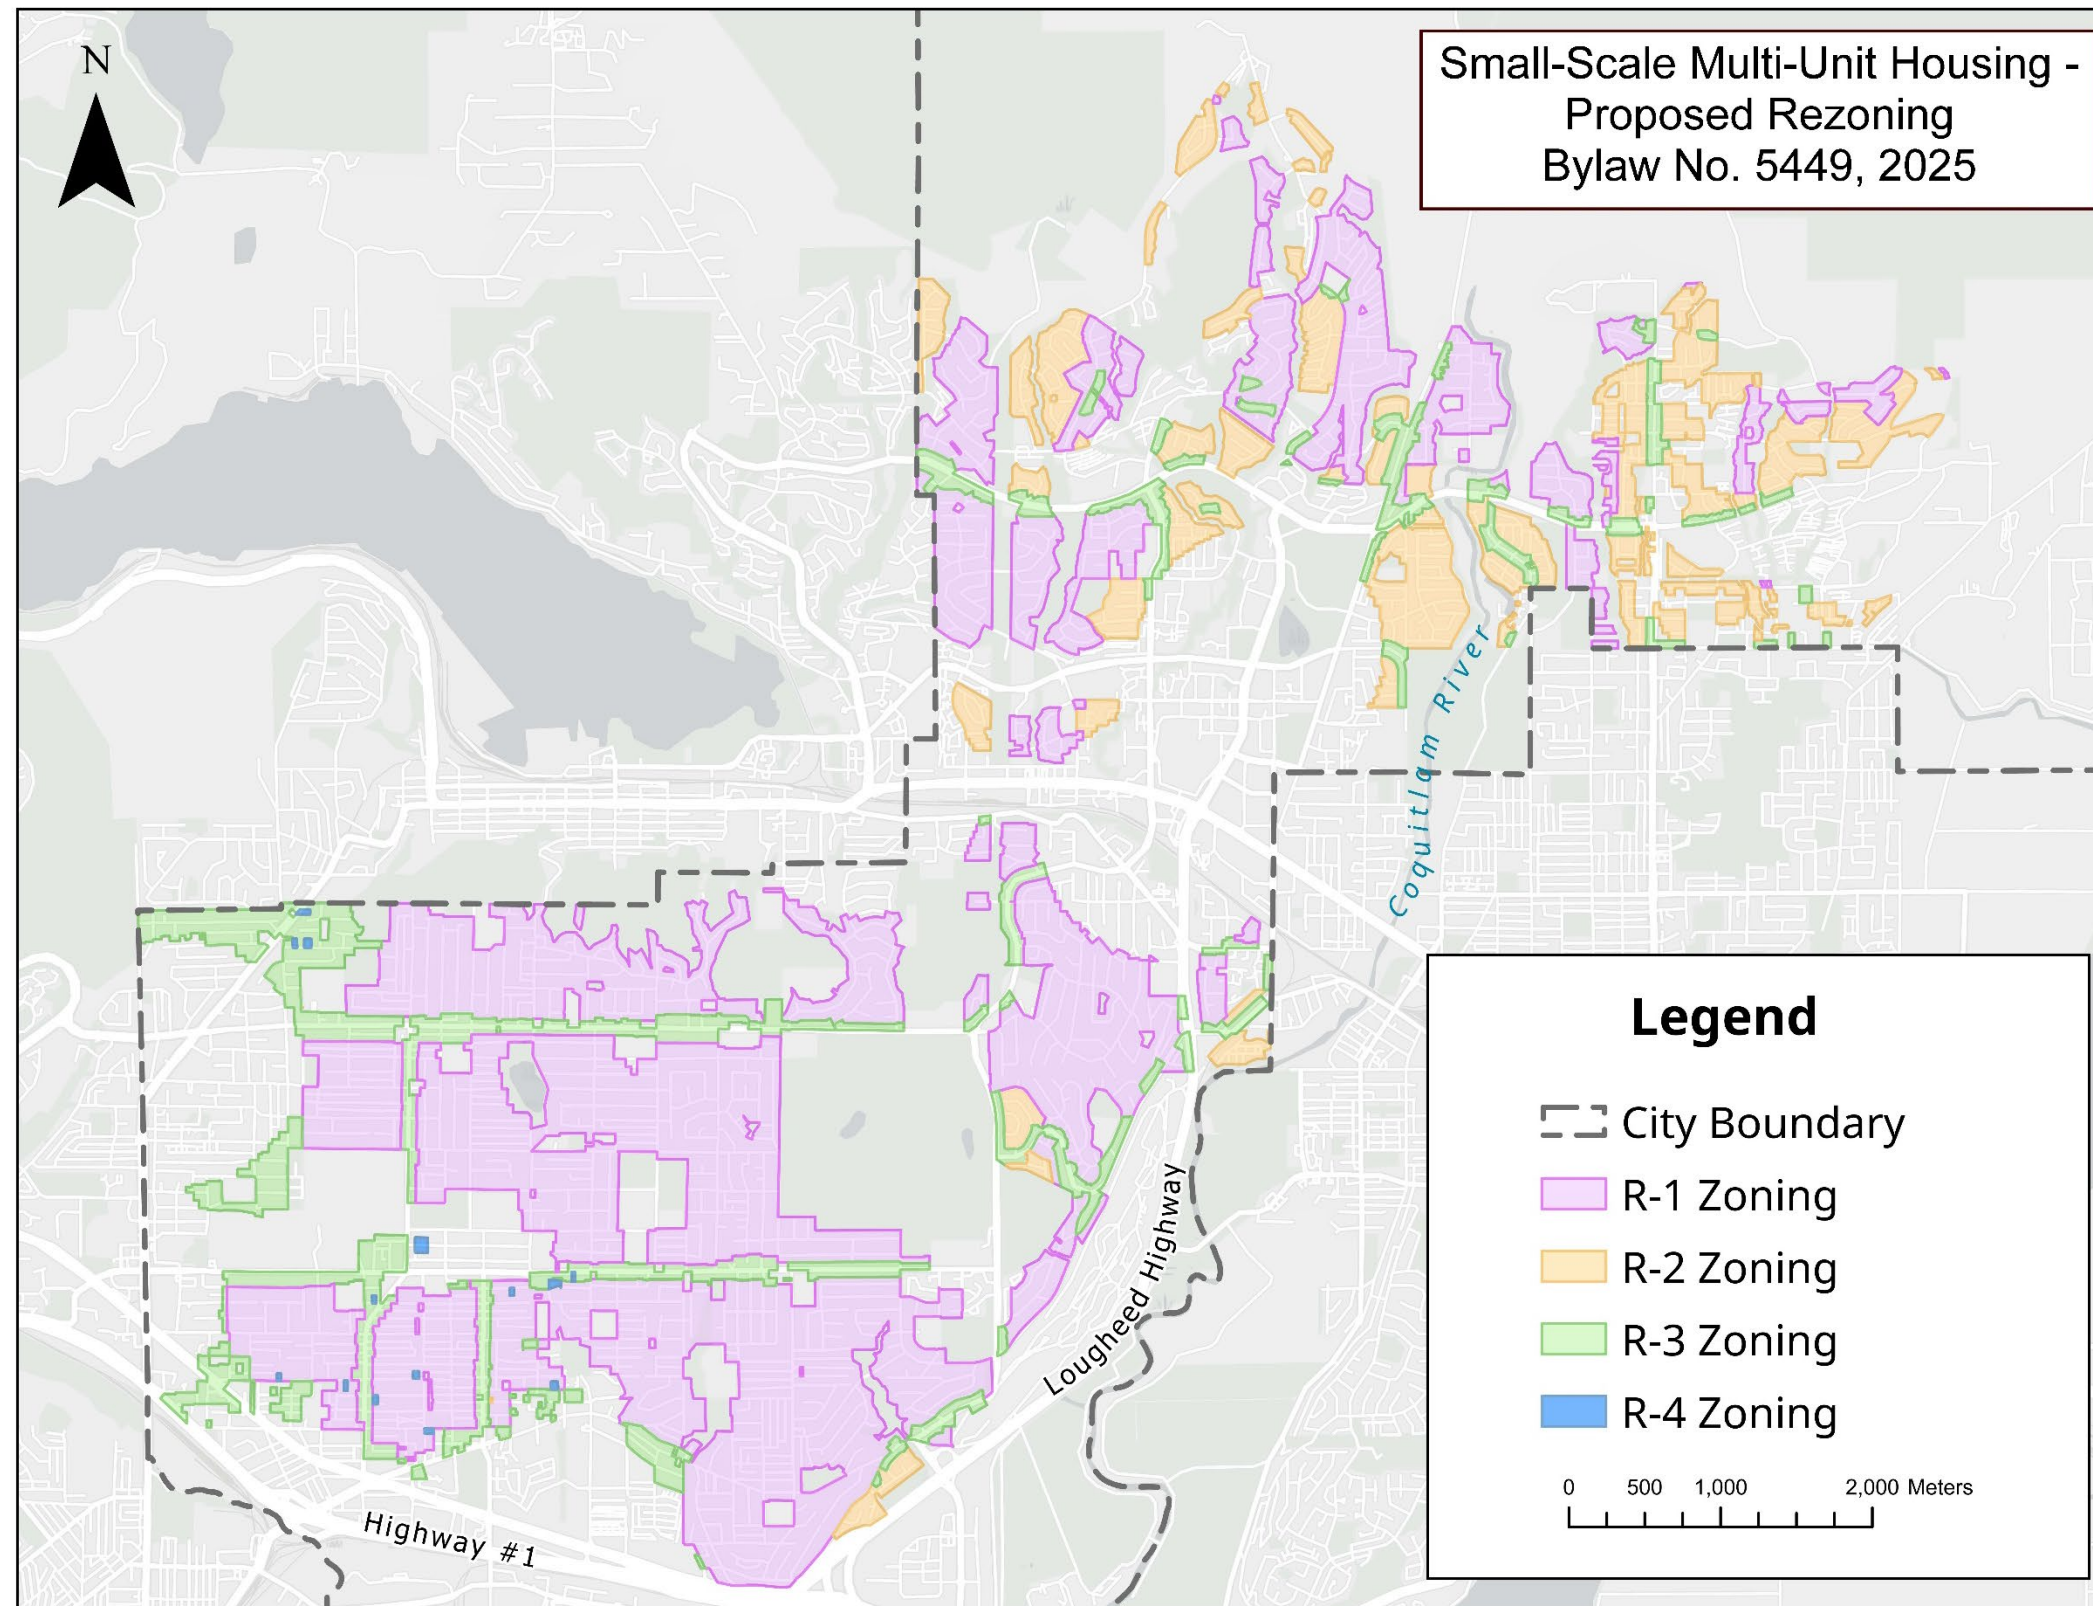 N
Small-Scale Multi-Unit Housing -
Proposed Rezoning
Bylaw No. 5449, 2025
Coquitlam River
Lougheed Highway
Highway #1
Legend
City Boundary
R-1 Zoning
R-2 Zoning
R-3 Zoning
R-4 Zoning
0 500 1,000 2,000 Meters